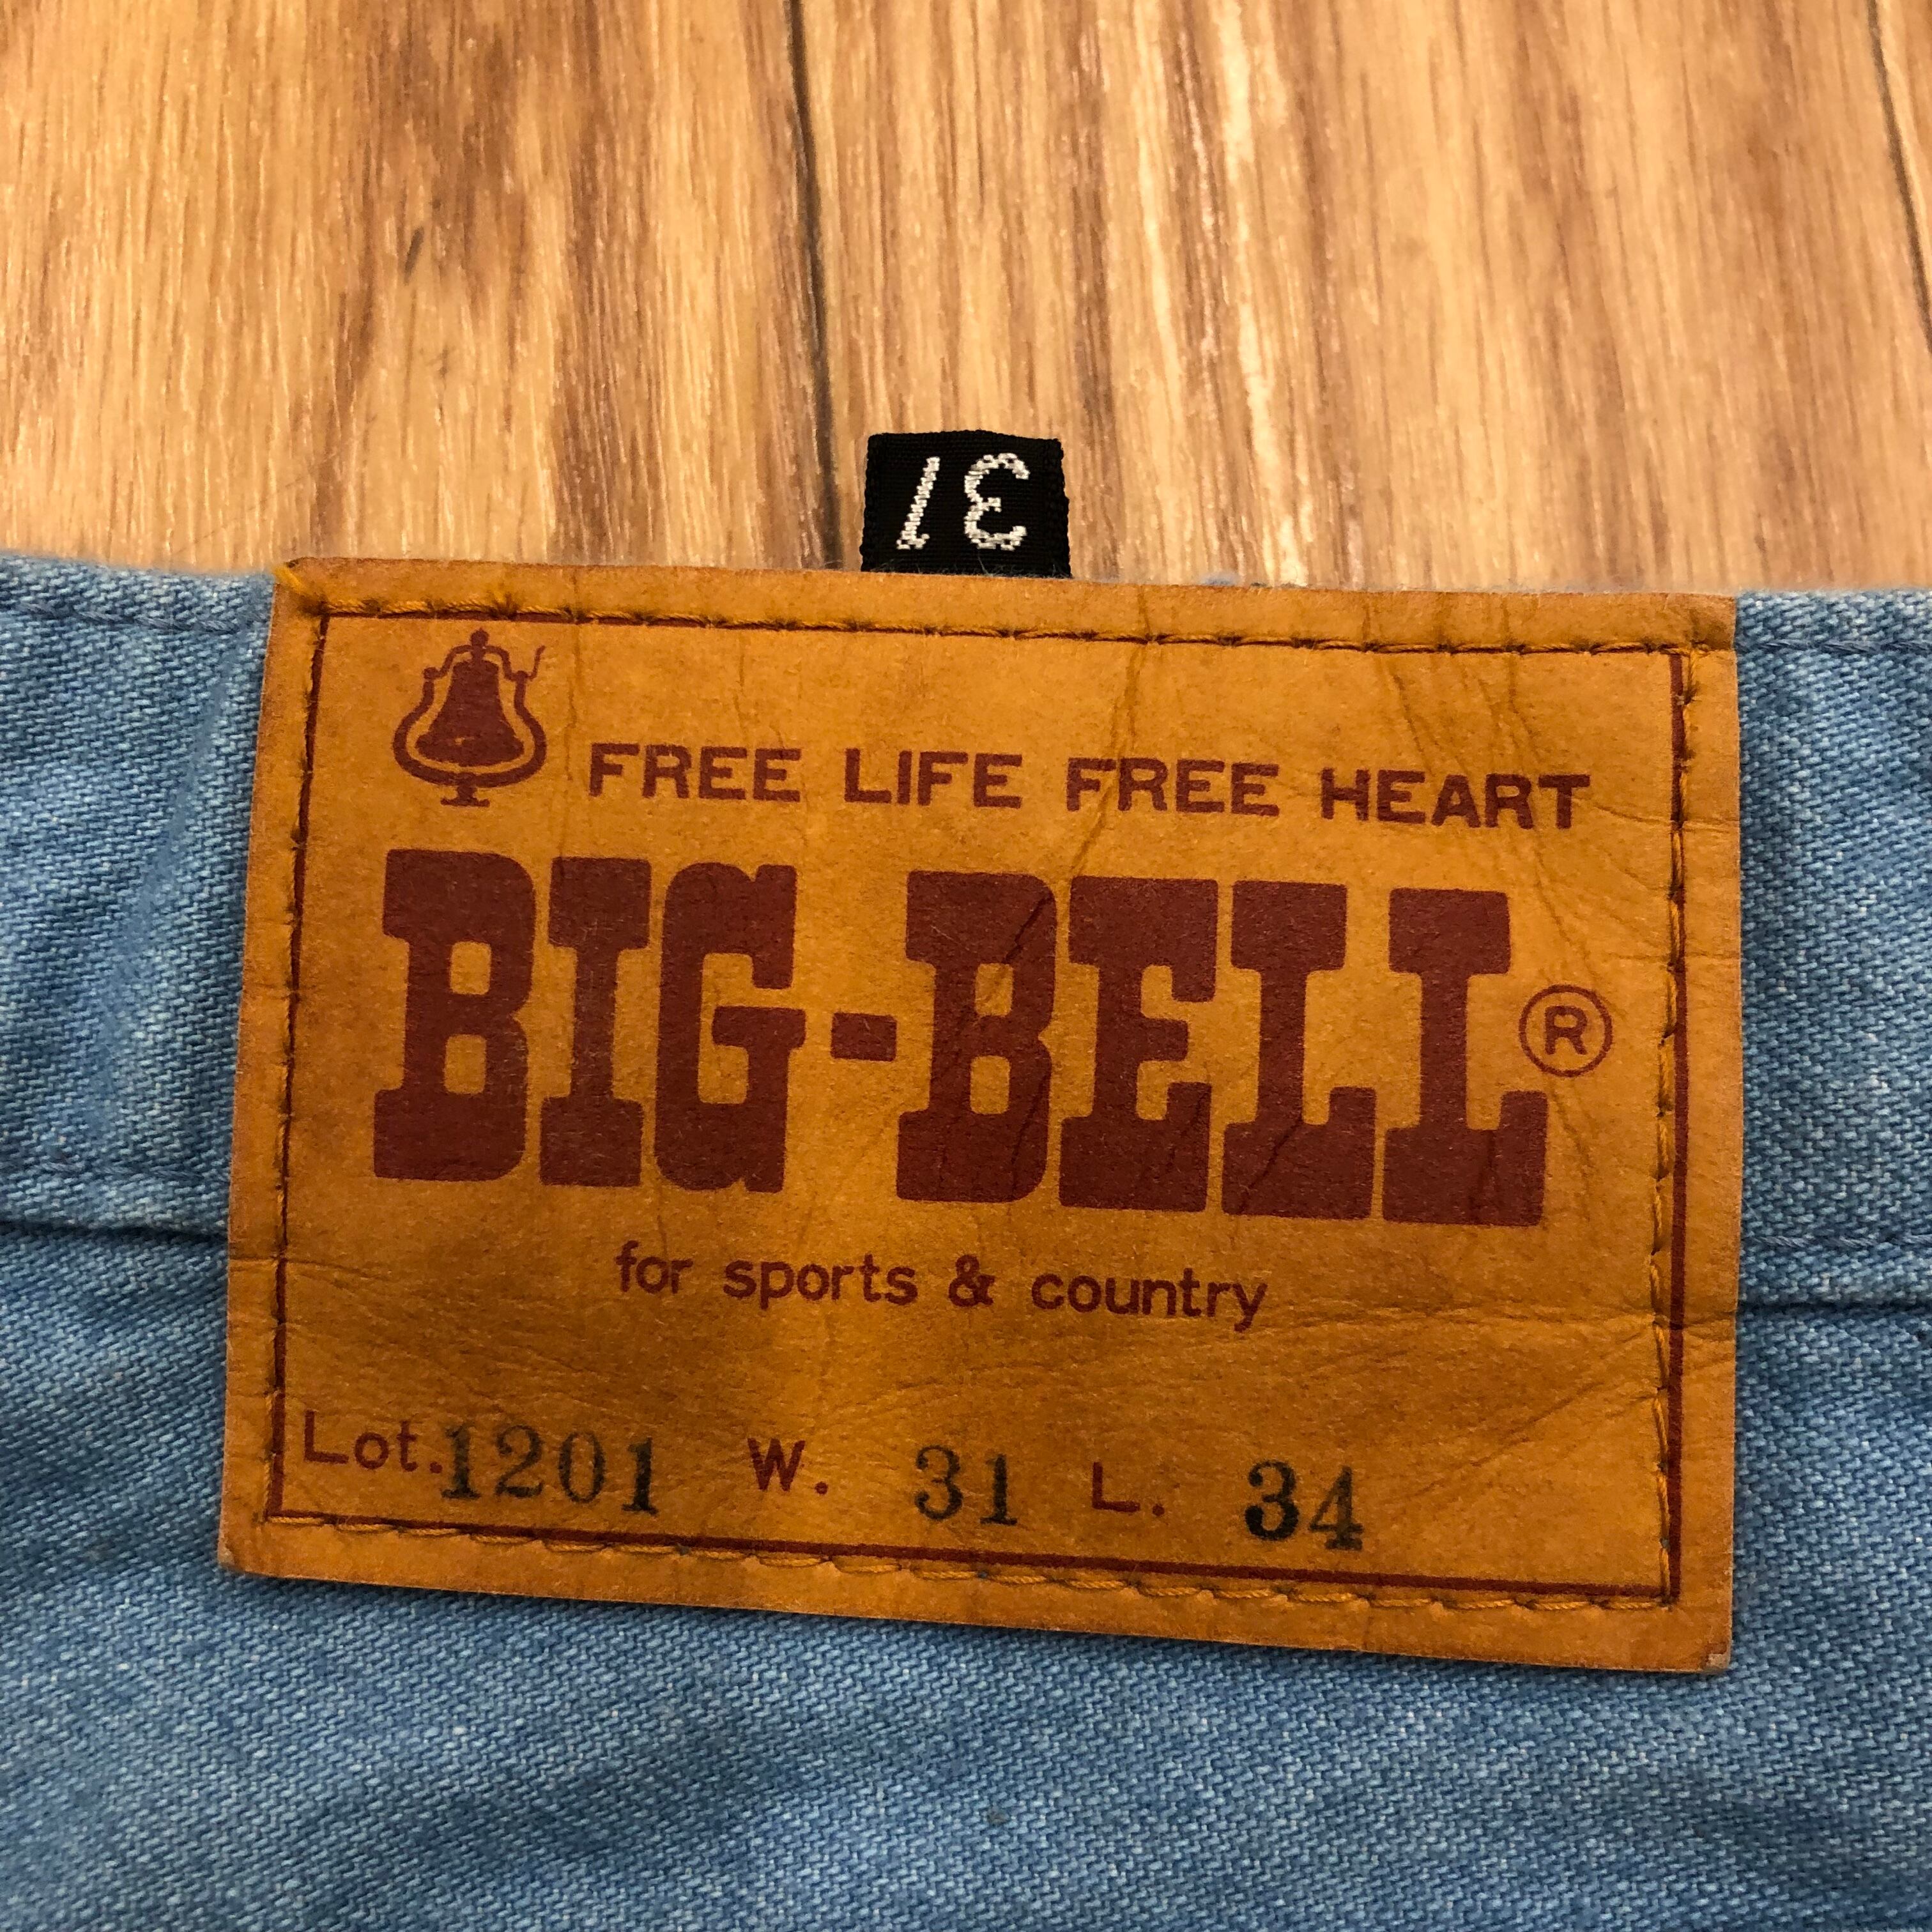 31
FREE LIFE FREE HEART
BIG-BELL®
for sports & country
Lot.1201 W. 31 L. 34